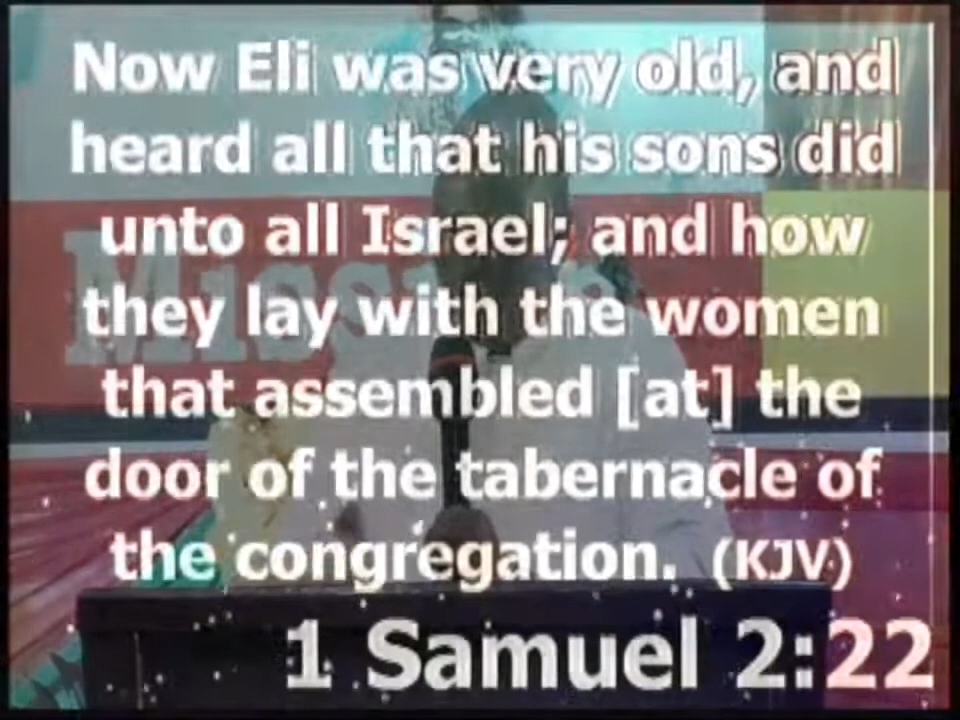 Now Eli was very old, and
heard all that his sons did
unto all Israel; and how
they lay with the women
that assembled [at] the
door of the tabernacle of
the congregation. (KJV)
1 Samuel 2:22